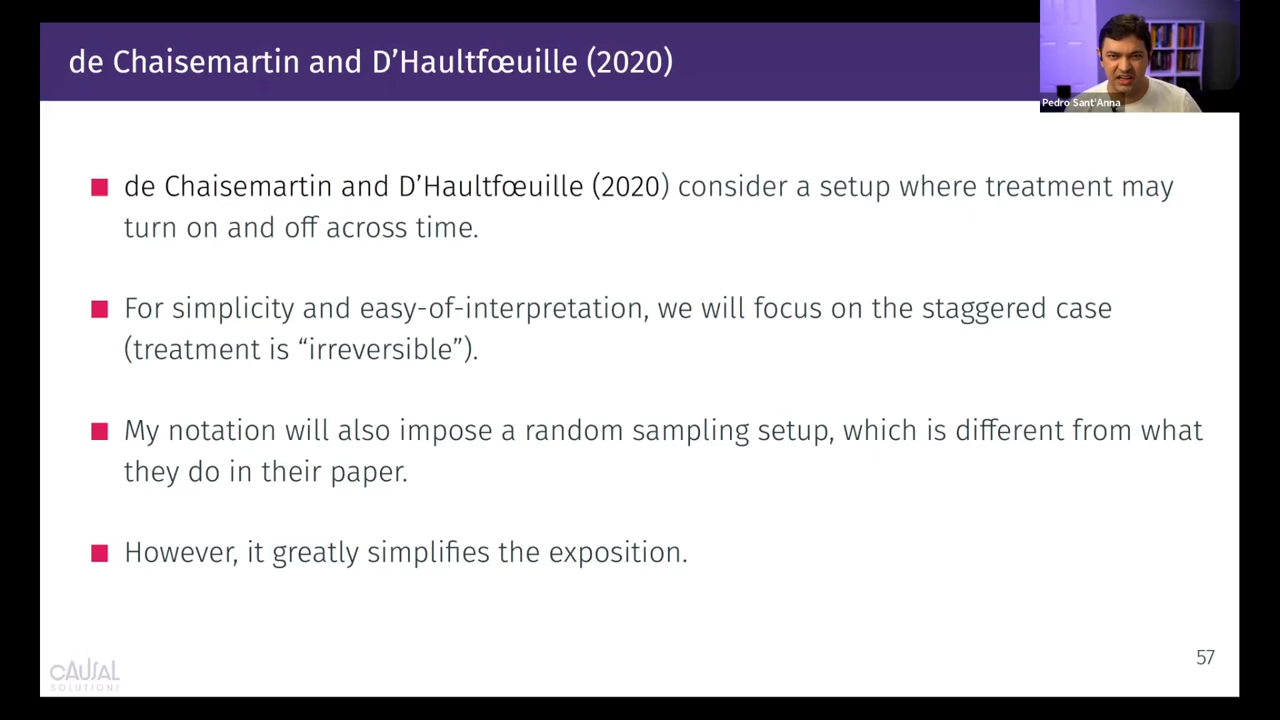 de Chaisemartin and D'Haultfœuille (2020)
Pedro Sant'Anna
de Chaisemartin and D'Haultfœuille (2020) consider a setup where treatment may
turn on and off across time.
For simplicity and easy-of-interpretation, we will focus on the staggered case
(treatment is “irreversible”).
My notation will also impose a random sampling setup, which is different from what
they do in their paper.
However, it greatly simplifies the exposition.
CAUSAL
SOLUTIONS
57